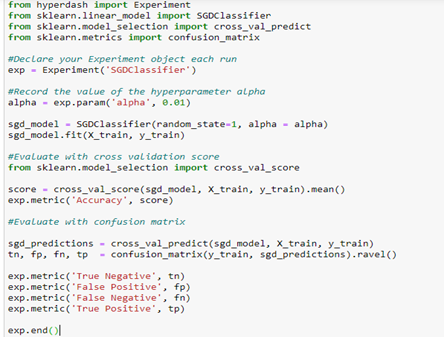 from hyperdash import Experiment
from sklearn.linear_model import SGDClassifier
from sklearn.model_selection import cross_val_predict
from sklearn.metrics import confusion_matrix
#Declare your Experiment object each run
exp = Experiment('SGDClassifier')
#Record the value of the hyperparameter alpha
alpha = exp.param('alpha', 0.01)
sgd_model = SGDClassifier(random_state=1, alpha = alpha)
sgd_model.fit(X_train, y_train)
#Evaluate with cross validation score
from sklearn.model_selection import cross_val_score
score = cross_val_score(sgd_model, X_train, y_train).mean()
exp.metric('Accuracy', score)
#Evaluate with confusion matrix
sgd_predictions = cross_val_predict(sgd_model, X_train, y_train)
tn, fp, fn, tp = confusion_matrix(y_train, sgd_predictions).ravel()
exp.metric('True Negative', tn)
exp.metric('False Positive', fp)
exp.metric('False Negative', fn)
exp.metric('True Positive', tp)
exp.end()